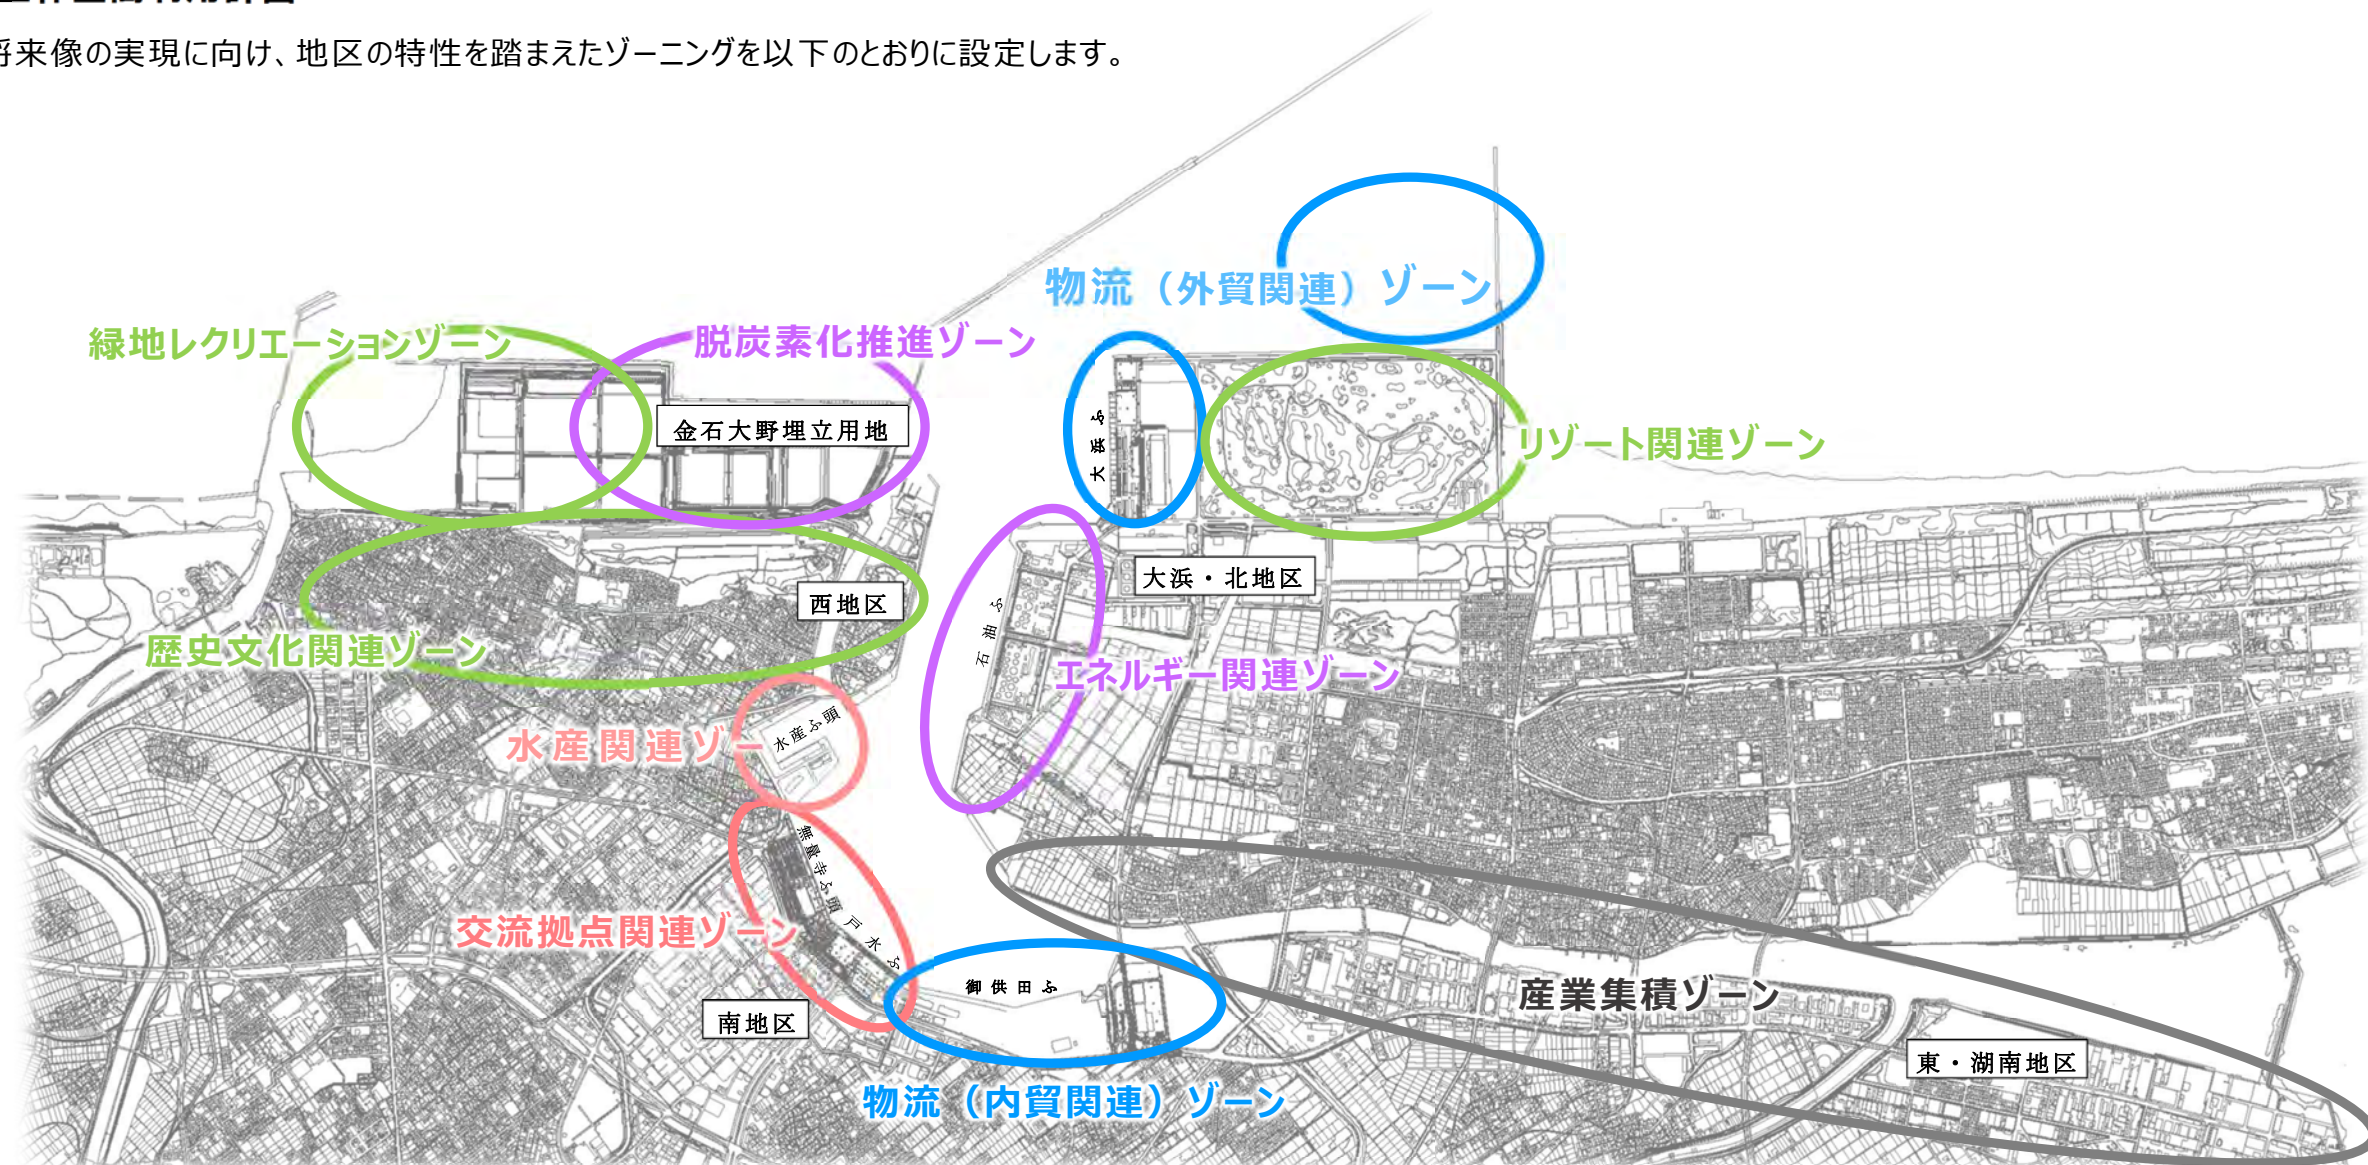 将来像の実現に向け、地区の特性を踏まえたゾーニングを以下のとおりに設定します。
物流（外貿関連）ゾーン
緑地レクリエーションゾーン
脱炭素化推進ゾーン
金石大野埋立用地
大浜ふ
リゾート関連ゾーン
大浜・北地区
西地区
石油ふ
歴史文化関連ゾーン
エネルギー関連ゾーン
水産関連ゾー
水産ふ頭
無量寺ふ頭
戸水ふ
交流拠点関連ゾーン
御供田ふ
産業集積ゾーン
南地区
東・湖南地区
物流（内貿関連）ゾーン